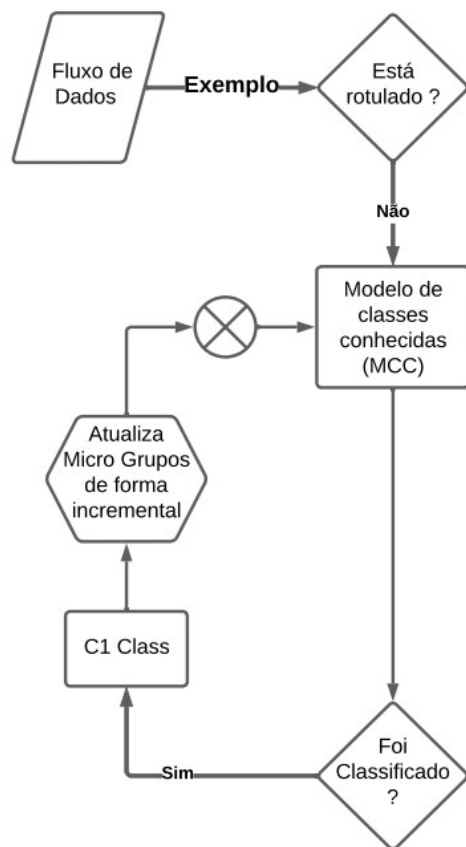 Fluxo de
Dados
Exemplo
Está
rotulado ?
Não
Modelo de
classes
conhecidas
(MCC)
Atualiza
Micro Grupos
de forma
incremental
C1 Class
Sim
Foi
Classificado
?